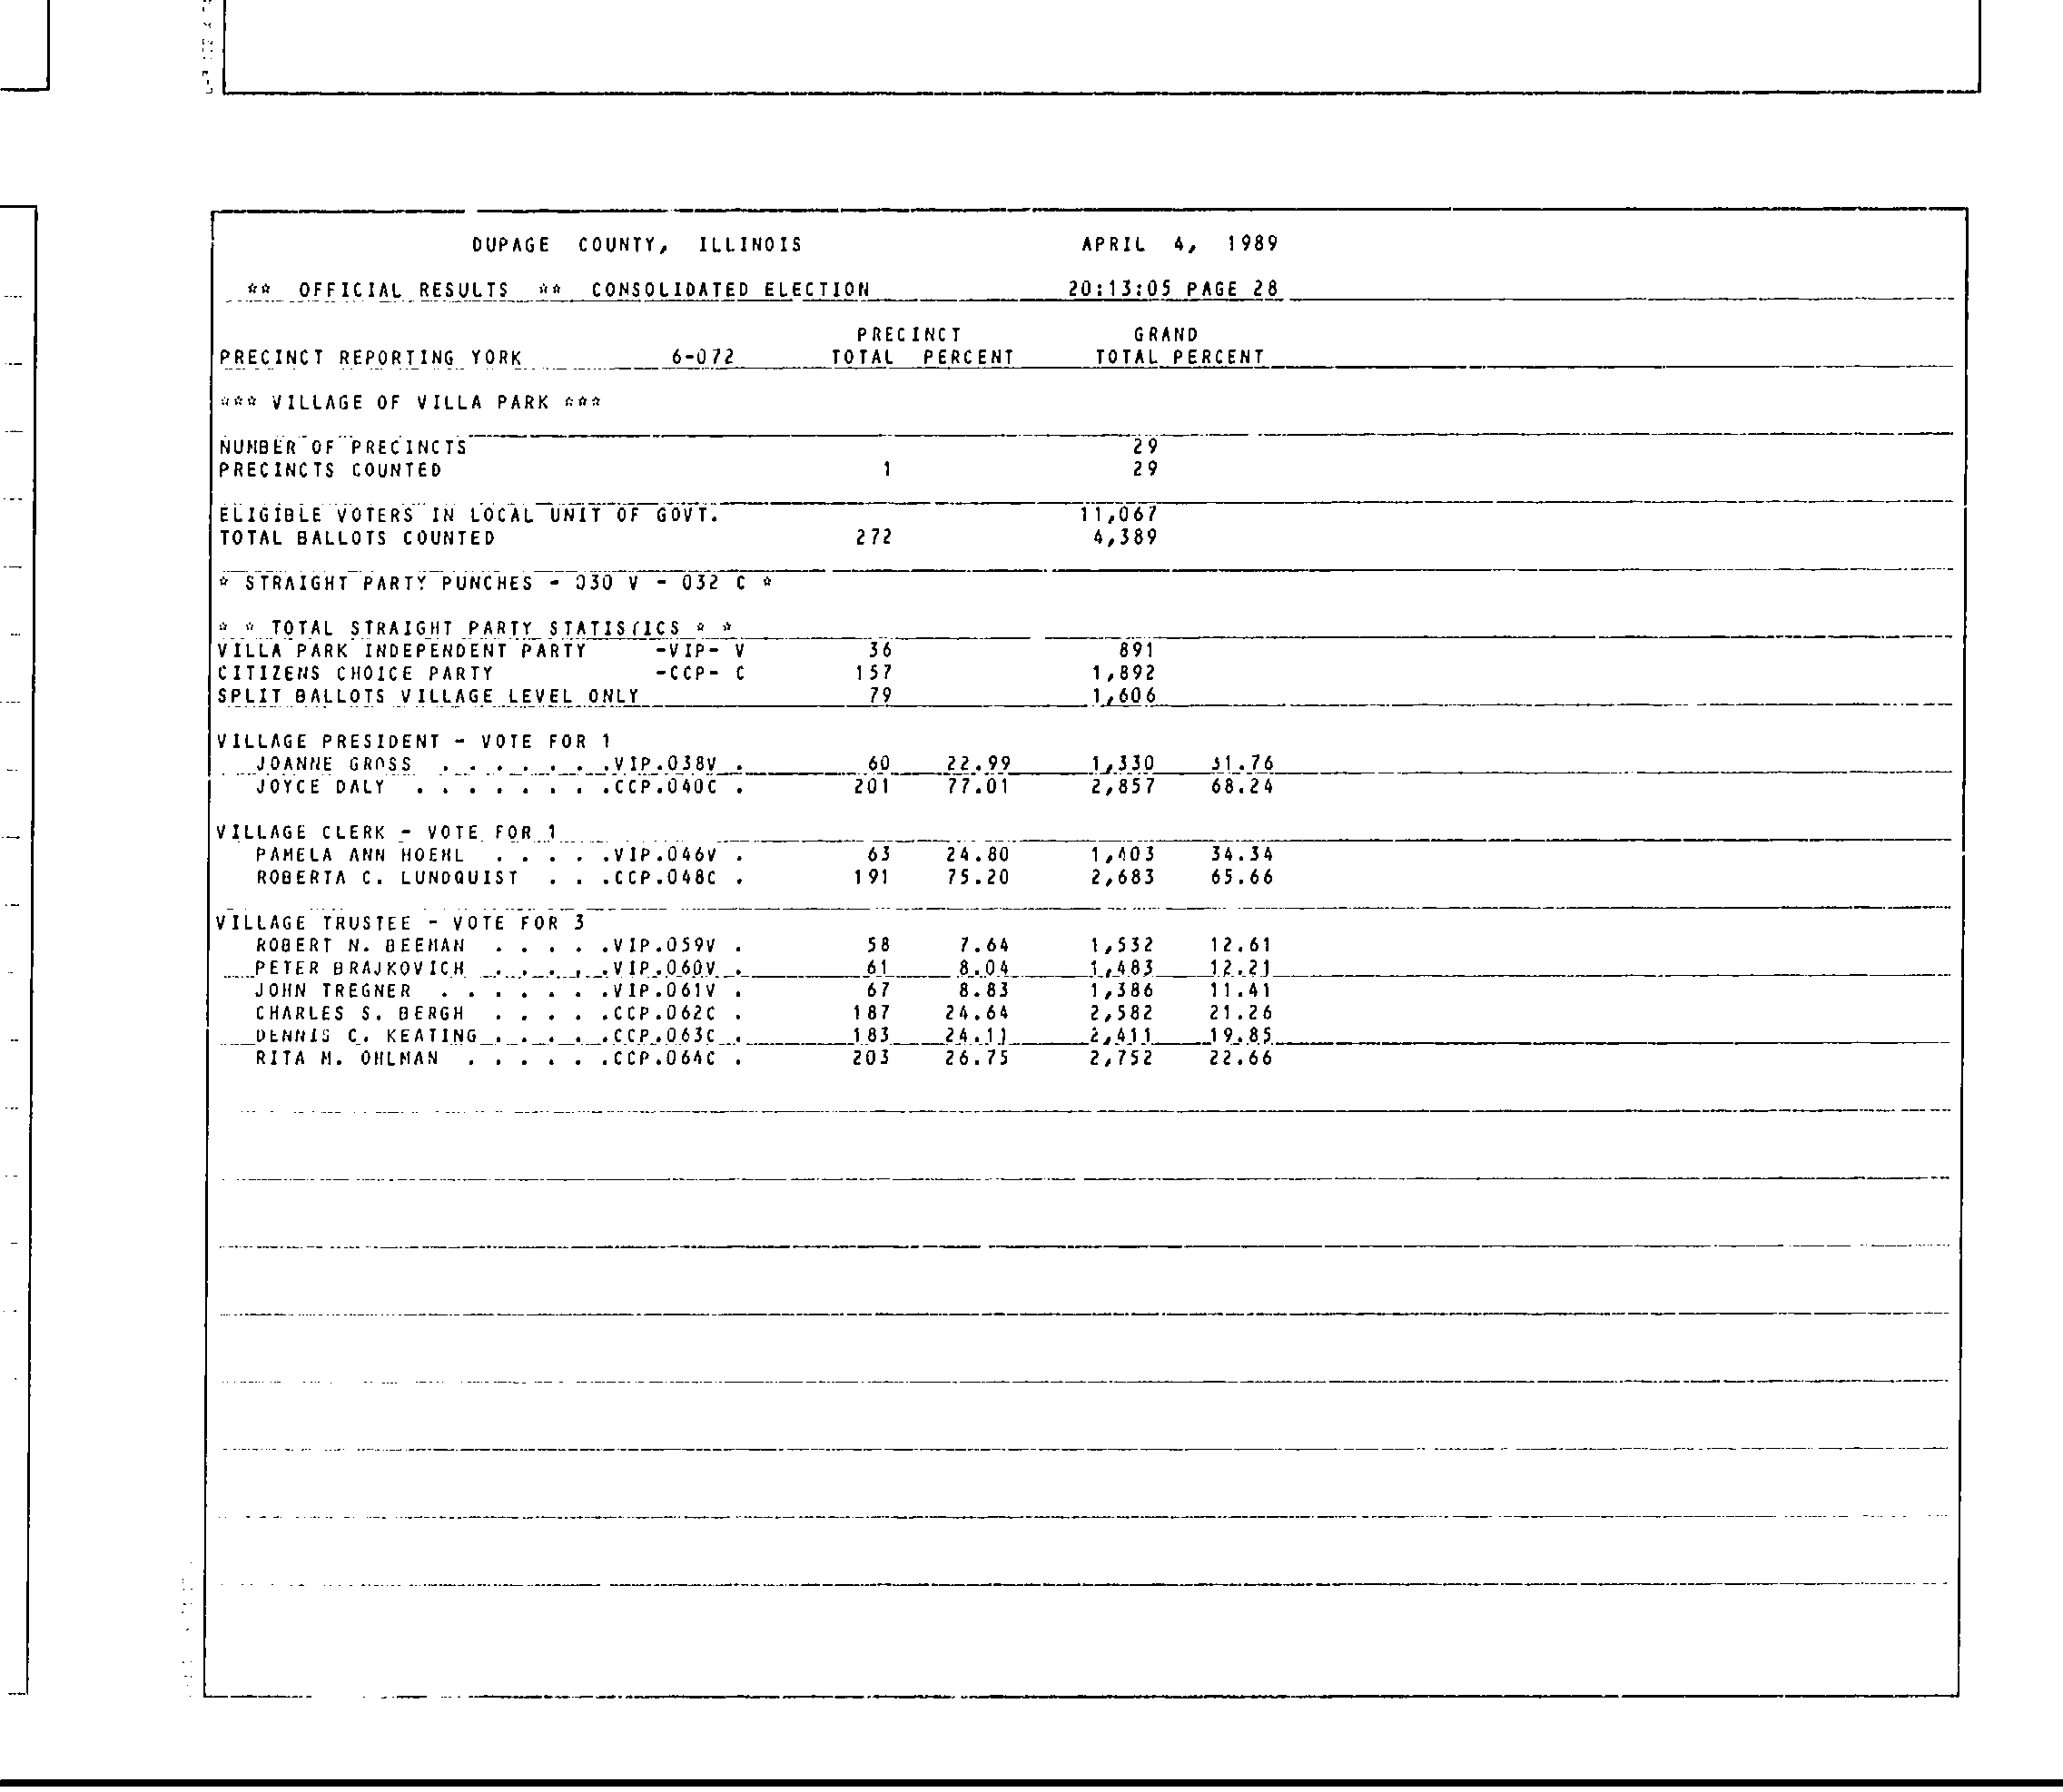 DUPAGE COUNTY, ILLINOIS APRIL 4, 1989
** OFFICIAL RESULTS ** CONSOLIDATED ELECTION 20:13:05 PAGE 28
PRECINCT GRAND
PRECINCT REPORTING YORK 6-072 TOTAL PERCENT TOTAL PERCENT
*** VILLAGE OF VILLA PARK ***
NUMBER OF PRECINCTS 29
PRECINCTS COUNTED 1 29
ELIGIBLE VOTERS IN LOCAL UNIT OF GOVT. 11,067
TOTAL BALLOTS COUNTED 272 4,389
* STRAIGHT PARTY PUNCHES - 030 V - 032 C *
* * TOTAL STRAIGHT PARTY STATISTICS * *
VILLA PARK INDEPENDENT PARTY -VIP- V 36 891
CITIZENS CHOICE PARTY -CCP- C 157 1,892
SPLIT BALLOTS VILLAGE LEVEL ONLY 79 1,606
VILLAGE PRESIDENT - VOTE FOR 1
JOANNE GROSS . . . . . . .VIP.038V . 60 22.99 1,330 31.76
JOYCE DALY . . . . . . . .CCP.040C . 201 77.01 2,857 68.24
VILLAGE CLERK - VOTE FOR 1
PAMELA ANN HOEHL . . . . .VIP.046V . 63 24.80 1,403 34.34
ROBERTA C. LUNDQUIST . . .CCP.048C . 191 75.20 2,683 65.66
VILLAGE TRUSTEE - VOTE FOR 3
ROBERT N. BEEMAN . . . . .VIP.059V . 58 7.64 1,532 12.61
PETER BRAJKOVICH . . . . .VIP.060V . 61 8.04 1,483 12.21
JOHN TREGNER . . . . . . .VIP.061V . 67 8.83 1,386 11.41
CHARLES S. BERGH . . . . .CCP.062C . 187 24.64 2,582 21.26
DENNIS C. KEATING . . . . .CCP.063C . 183 24.11 2,411 19.85
RITA M. OHLMAN . . . . . .CCP.064C . 203 26.75 2,752 22.66